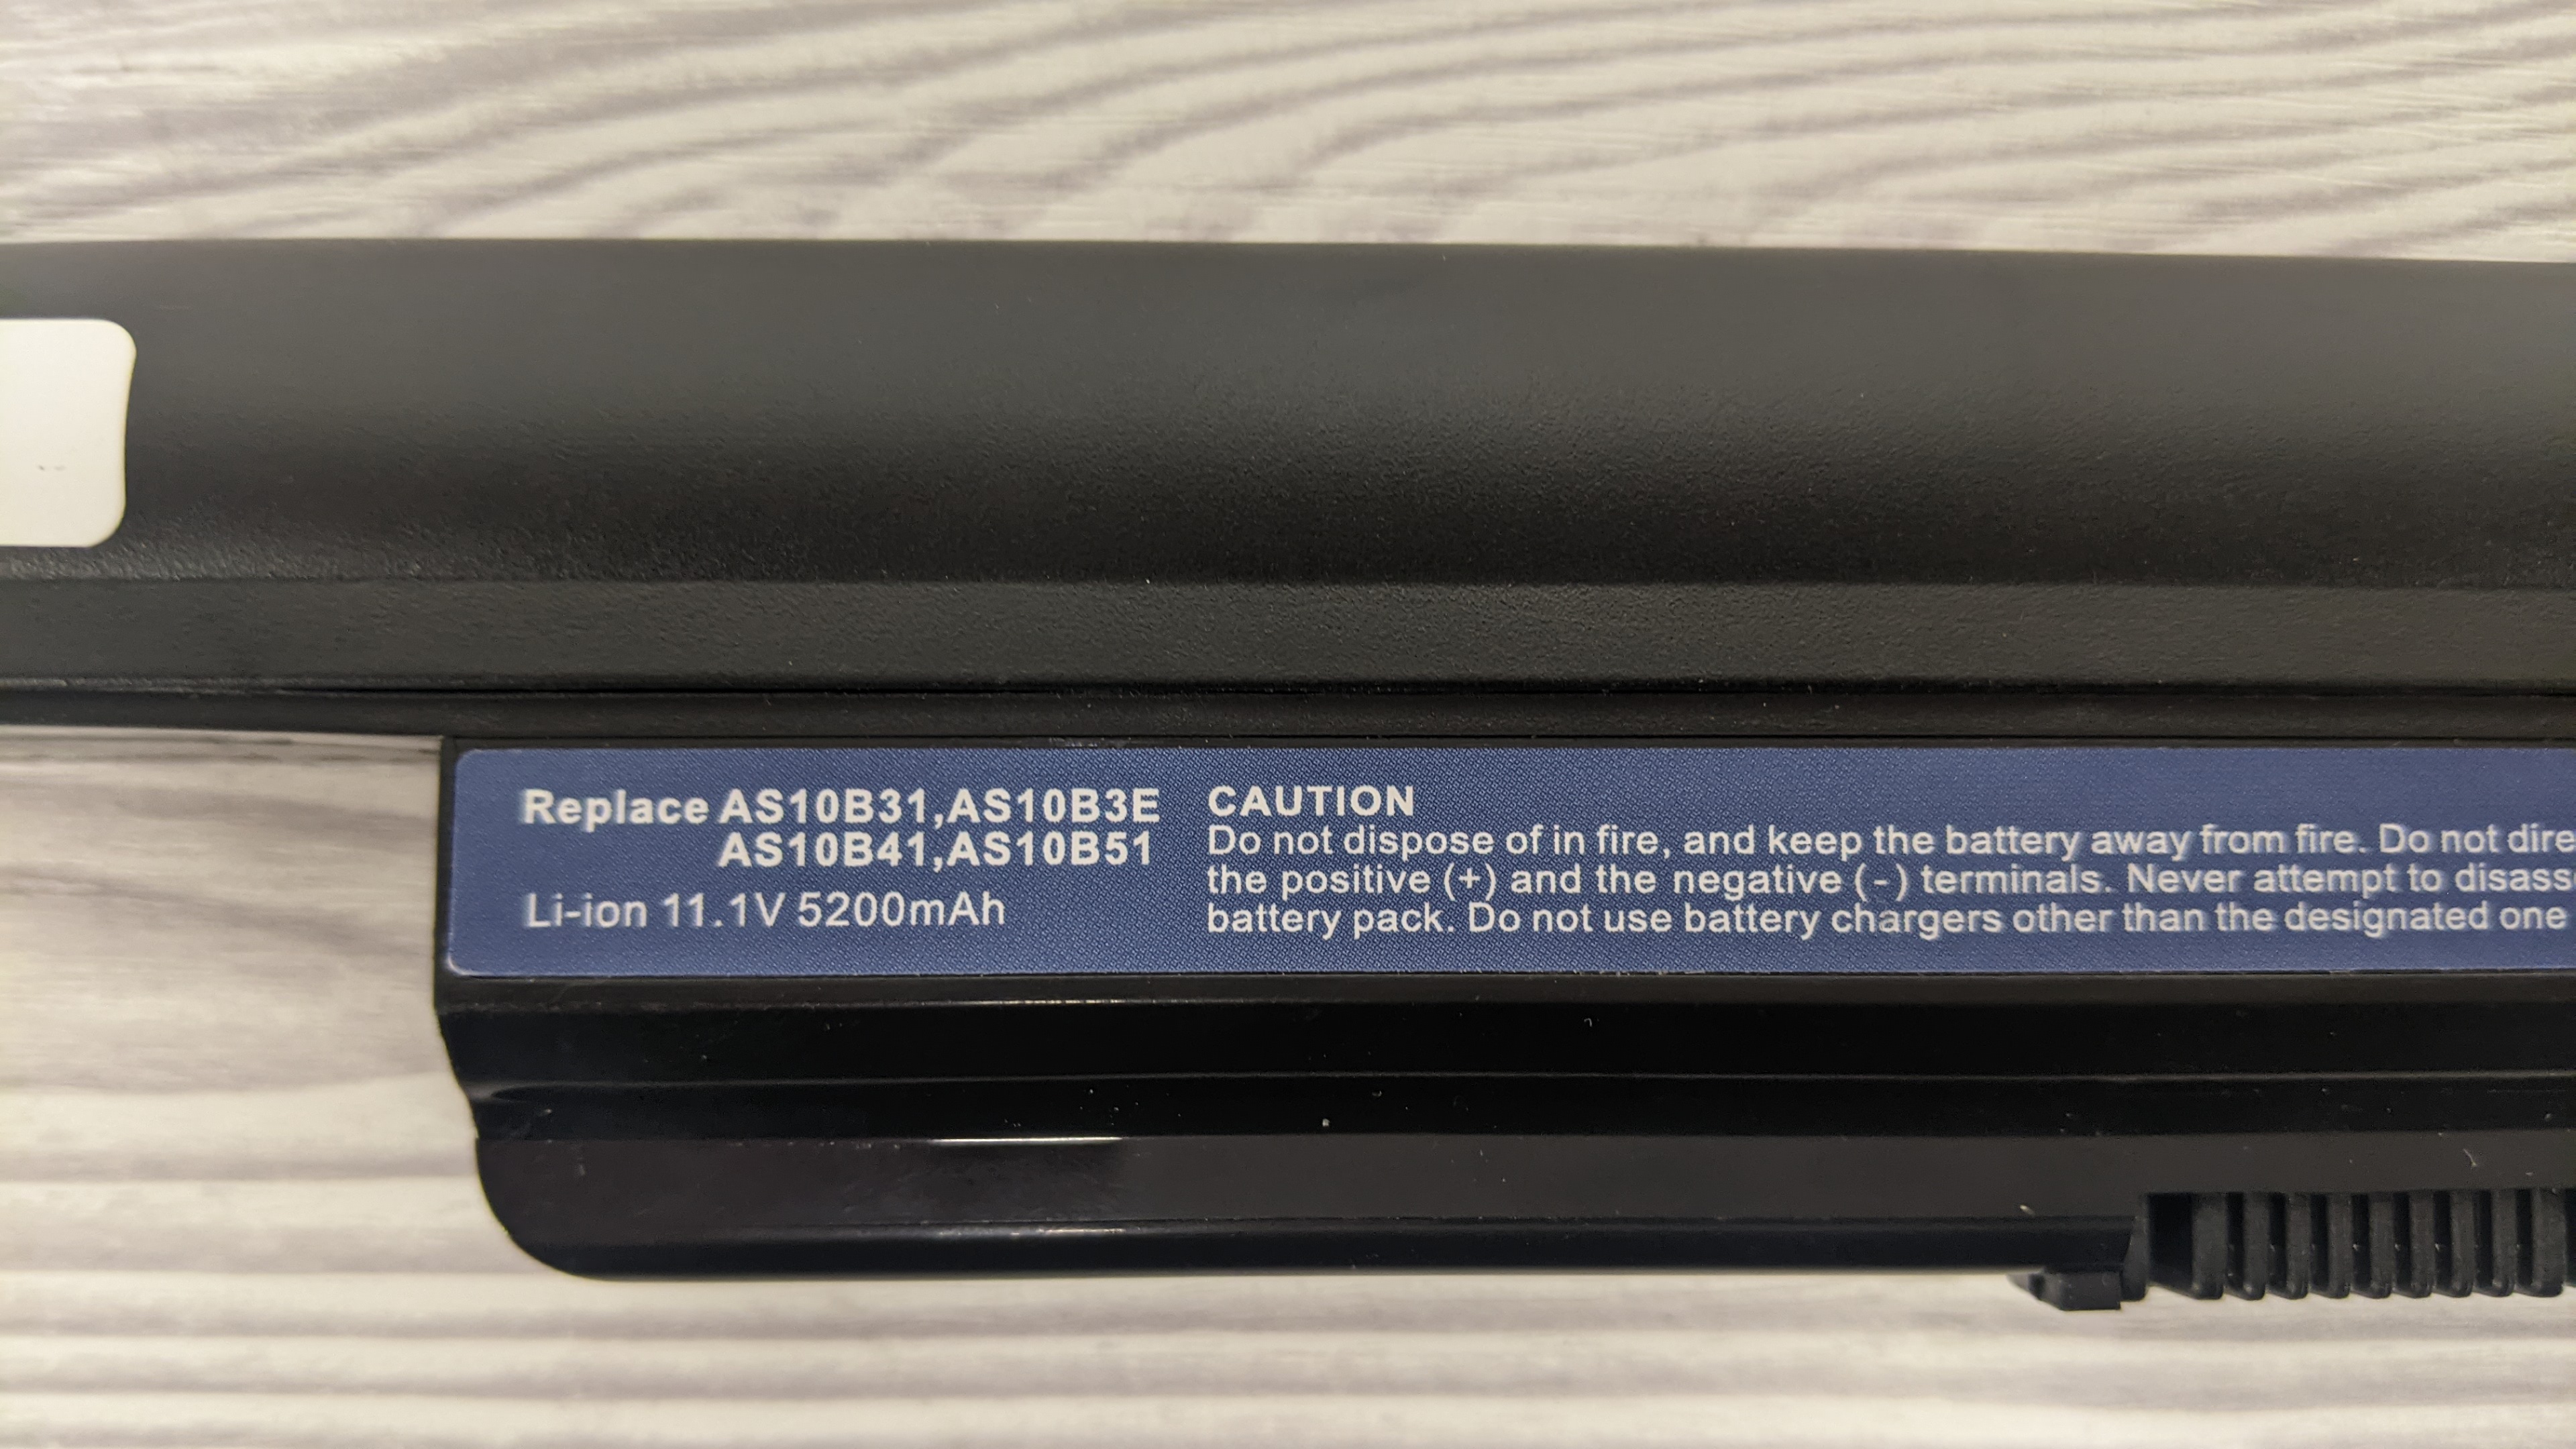 Replace AS10B31,AS10B3E
AS10B41,AS10B51
Li-ion 11.1V 5200mAh
CAUTION
Do not dispose of in fire, and keep the battery away from fire. Do not
the positive (+) and the negative (-) terminals. Never attempt to
battery pack. Do not use battery chargers other than the designated one